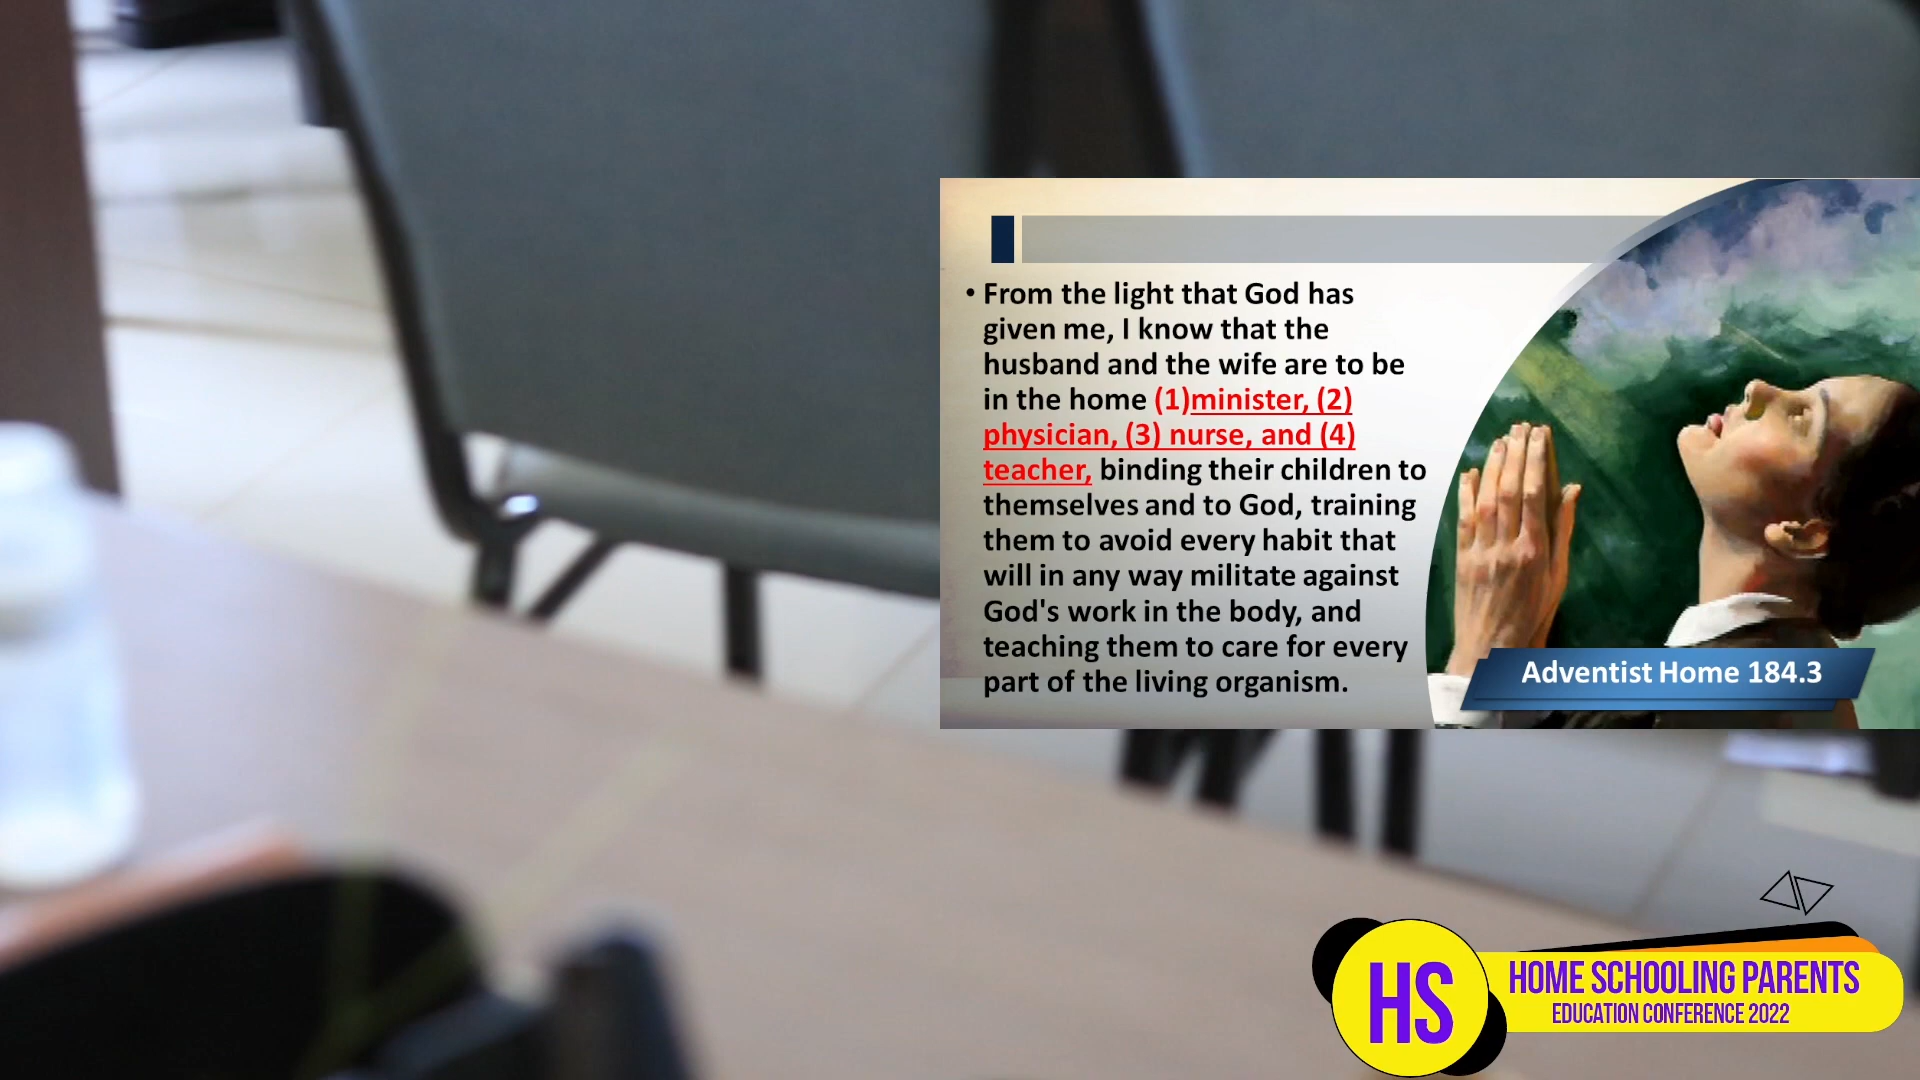 • From the light that God has
given me, I know that the
husband and the wife are to be
in the home (1)minister, (2)
physician, (3) nurse, and (4)
teacher, binding their children to
themselves and to God, training
them to avoid every habit that
will in any way militate against
God's work in the body, and
teaching them to care for every
part of the living organism.
Adventist Home 184.3
HS
HOME SCHOOLING PARENTS
EDUCATION CONFERENCE 2022